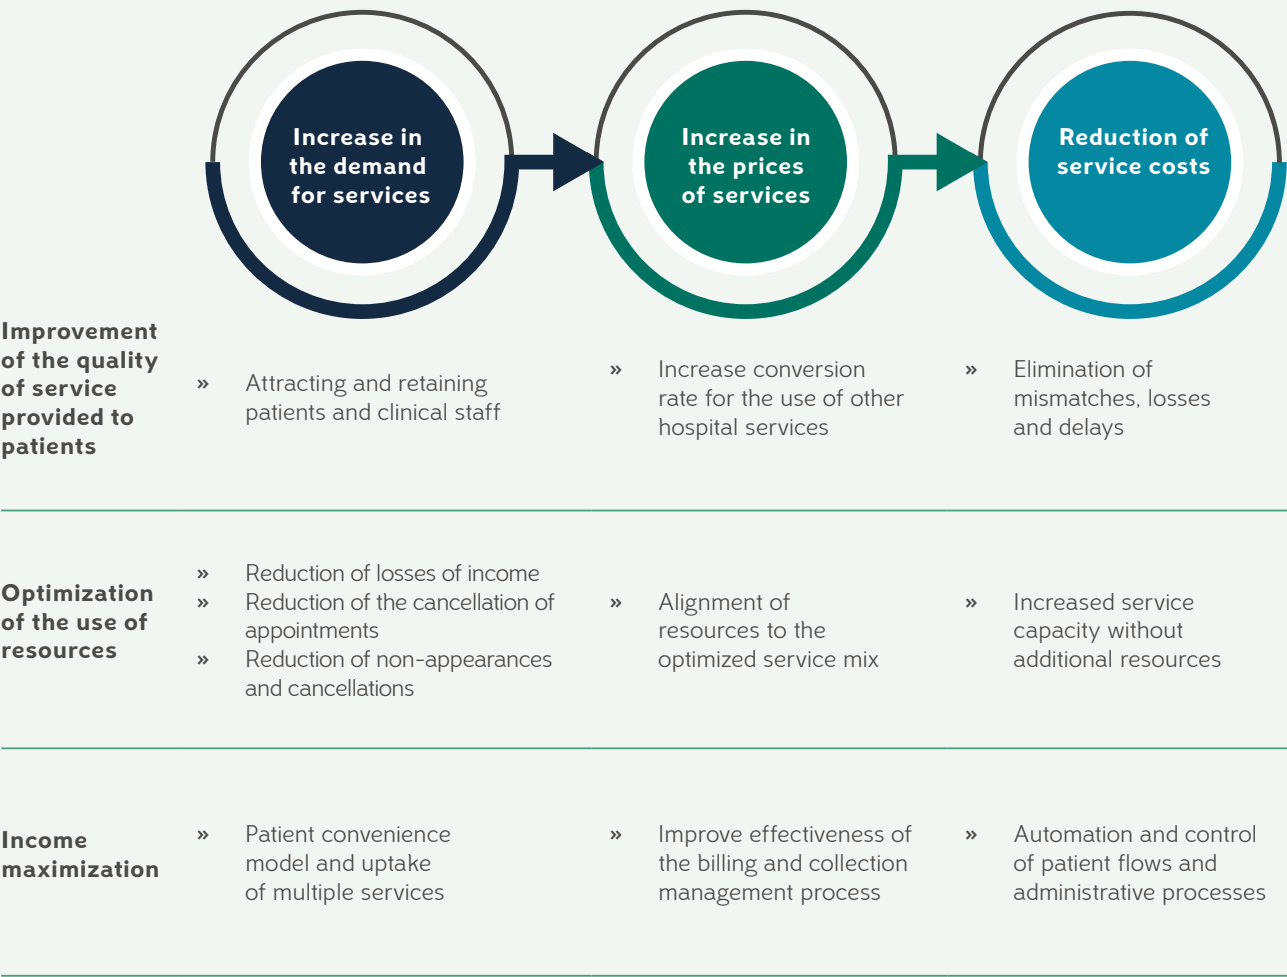 Increase in
the demand
for services
Increase in
the prices
of services
Reduction of
service costs
Improvement
of the quality
of service
provided to
patients
» Attracting and retaining
patients and clinical staff
» Increase conversion
rate for the use of other
hospital services
» Elimination of
mismatches, losses
and delays
Optimization
of the use of
resources
» Reduction of losses of income
» Reduction of the cancellation of
appointments
» Reduction of non-appearances
and cancellations
» Alignment of
resources to the
optimized service mix
» Increased service
capacity without
additional resources
Income
maximization
» Patient convenience
model and uptake
of multiple services
» Improve effectiveness of
the billing and collection
management process
» Automation and control
of patient flows and
administrative processes